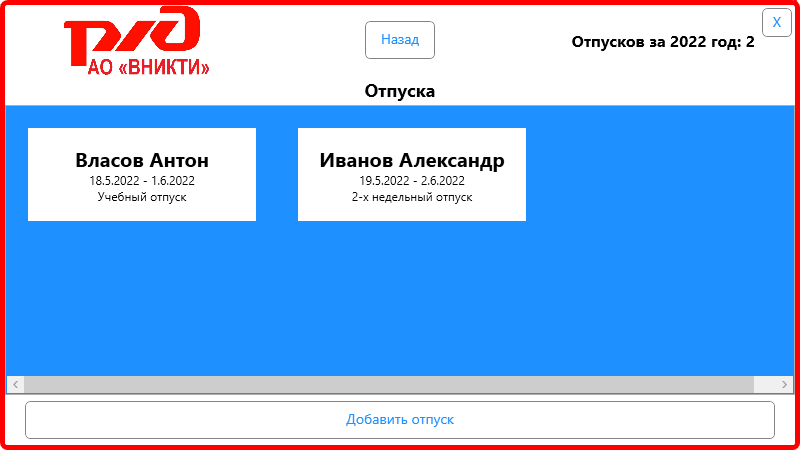 АО «ВНИКТИ»
Назад
Отпусков за 2022 год: 2
X
Отпуска
Власов Антон
18.5.2022 - 1.6.2022
Учебный отпуск
Иванов Александр
19.5.2022 - 2.6.2022
2-х недельный отпуск
Добавить отпуск